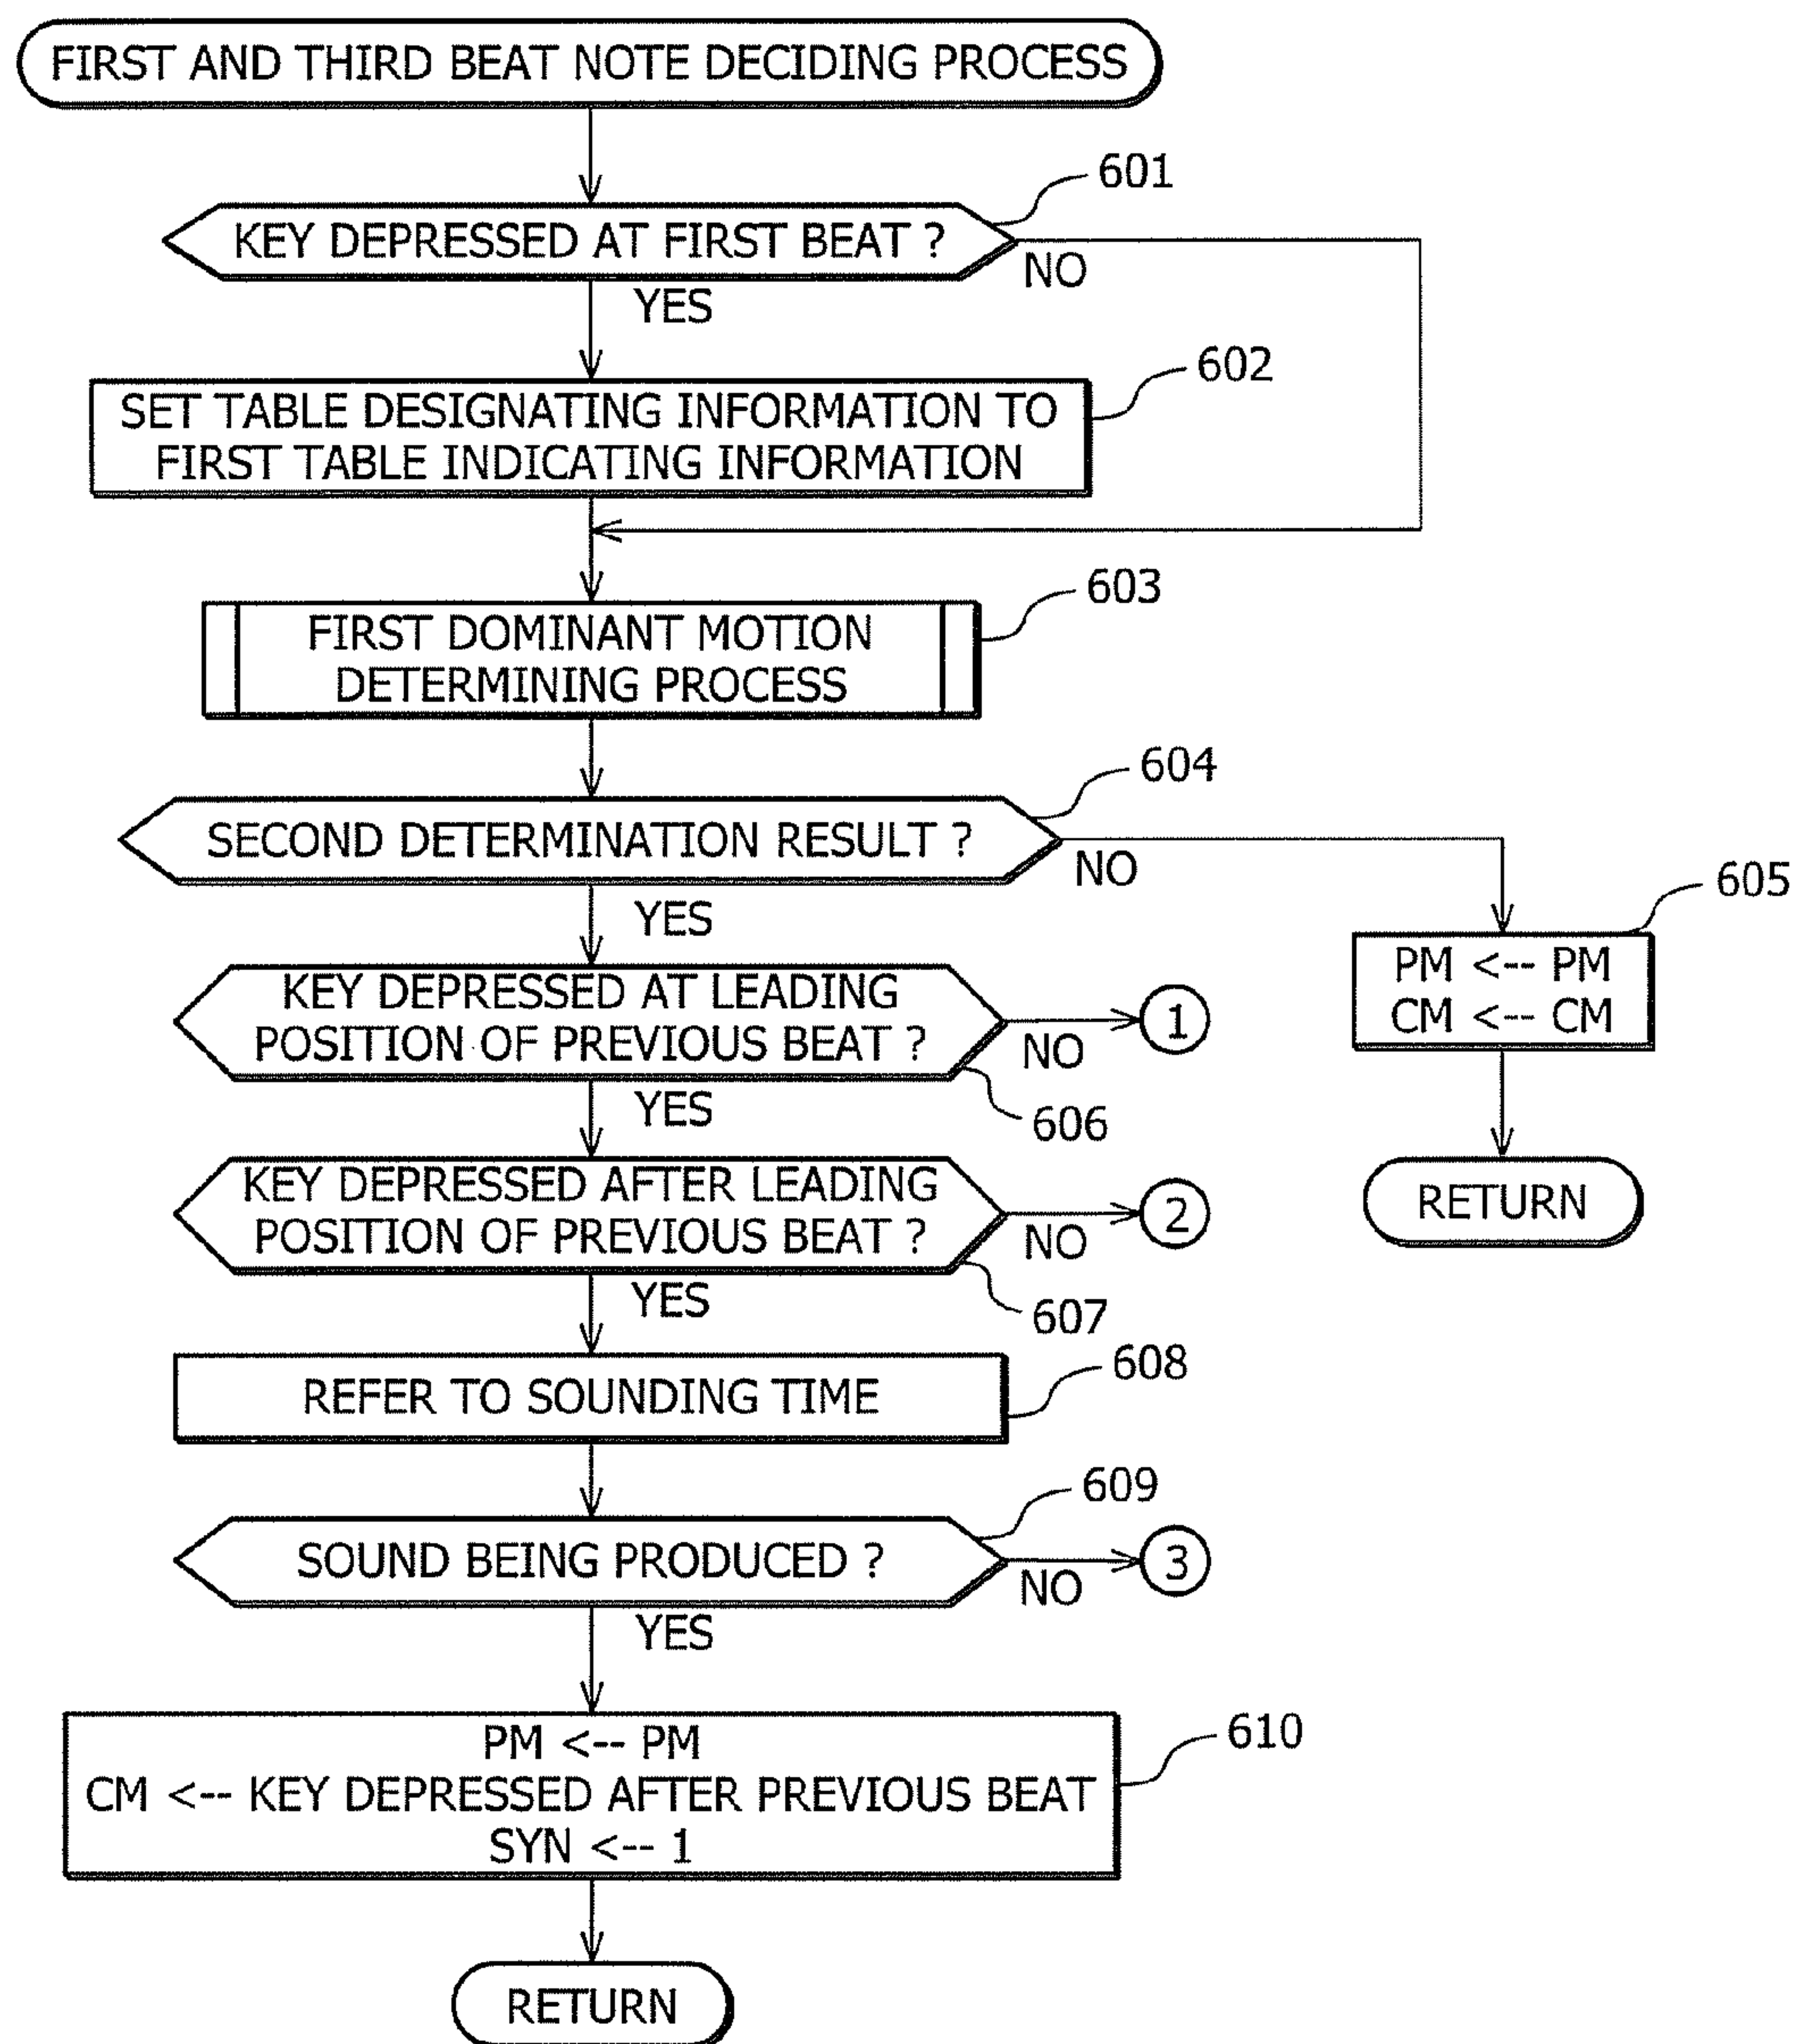 FIRST AND THIRD BEAT NOTE DECIDING PROCESS
601
KEY DEPRESSED AT FIRST BEAT ?
NO
YES
602
SET TABLE DESIGNATING INFORMATION TO
FIRST TABLE INDICATING INFORMATION
603
FIRST DOMINANT MOTION
DETERMINING PROCESS
604
SECOND DETERMINATION RESULT ?
NO
YES
605
PM <-- PM
CM <-- CM
RETURN
KEY DEPRESSED AT LEADING
POSITION OF PREVIOUS BEAT ?
NO
1
606
YES
KEY DEPRESSED AFTER LEADING
POSITION OF PREVIOUS BEAT ?
NO
2
607
YES
608
REFER TO SOUNDING TIME
609
SOUND BEING PRODUCED ?
NO
3
YES
610
PM <-- PM
CM <-- KEY DEPRESSED AFTER PREVIOUS BEAT
SYN <-- 1
RETURN